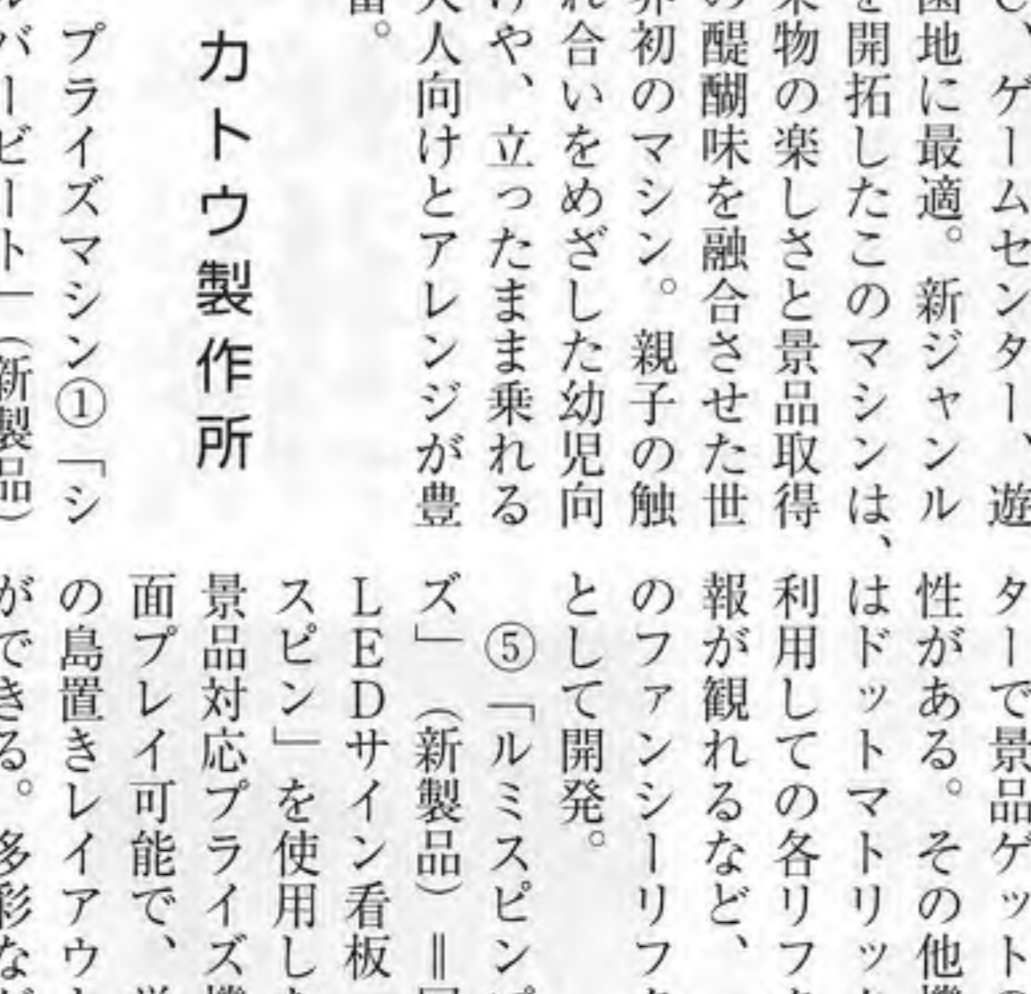 、ゲームセンター、遊
園地に最適。新ジャンル
を開拓したこのマシンは、
乗物の楽しさと景品取得
の醍醐味を融合させた世
界初のマシン。親子の触
れ合いをめざした幼児向
けや、立ったまま乗れる
大人向けとアレンジが豊
富。
カトウ製作所
プライズマシン①「シ
ルバービート」(新製品)
ターで景品ゲットの
性がある。その他機
はドットマトリック
利用しての各リフ
報が観れるなど、
のファンシーリフ
として開発。
⑤「ルミスピンプ
ズ」(新製品)=
LEDサイン看板
スピン」を使用し
景品対応プライズ機
面プレイ可能で、
の島置きレイアウ
ができる。多彩な